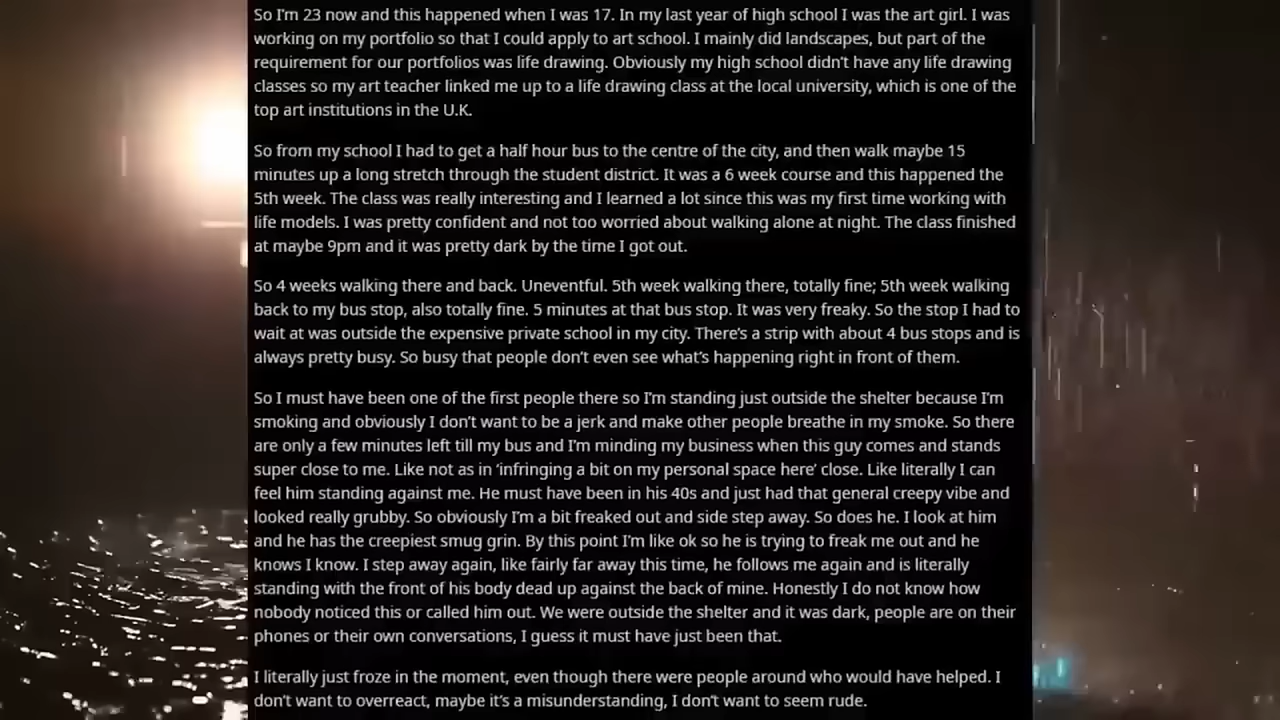 So I'm 23 now and this happened when I was 17. In my last year of high school I was the art girl. I was
working on my portfolio so that I could apply to art school. I mainly did landscapes, but part of the
requirement for our portfolios was life drawing. Obviously my high school didn't have any life drawing
classes so my art teacher linked me up to a life drawing class at the local university, which is one of the
top art institutions in the U.K.
So from my school I had to get a half hour bus to the centre of the city, and then walk maybe 15
minutes up a long stretch through the student district. It was a 6 week course and this happened the
5th week. The class was really interesting and I learned a lot since this was my first time working with
life models. I was pretty confident and not too worried about walking alone at night. The class finished
at maybe 9pm and it was pretty dark by the time I got out.
So 4 weeks walking there and back. Uneventful. 5th week walking there, totally fine; 5th week walking
back to my bus stop, also totally fine. 5 minutes at that bus stop. It was very freaky. So the stop I had to
wait at was outside the expensive private school in my city. There's a strip with about 4 bus stops and is
always pretty busy. So busy that people don't even see what's happening right in front of them.
So I must have been one of the first people there so I'm standing just outside the shelter because I'm
smoking and obviously I don't want to be a jerk and make other people breathe in my smoke. So there
are only a few minutes left till my bus and I'm minding my business when this guy comes and stands
super close to me. Like not as in 'infringing a bit on my personal space here' close. Like literally I can
feel him standing against me. He must have been in his 40s and just had that general creepy vibe and
looked really grubby. So obviously I'm a bit freaked out and side step away. So does he. I look at him
and he has the creepiest smug grin. By this point I'm like ok so he is trying to freak me out and he
knows I know. I step away again, like fairly far away this time, he follows me again and is literally
standing with the front of his body dead up against the back of mine. Honestly I do not know how
nobody noticed this or called him out. We were outside the shelter and it was dark, people are on their
phones or their own conversations, I guess it must have just been that.
I literally just froze in the moment, even though there were people around who would have helped. I
don't want to overreact, maybe it's a misunderstanding, I don't want to seem rude.